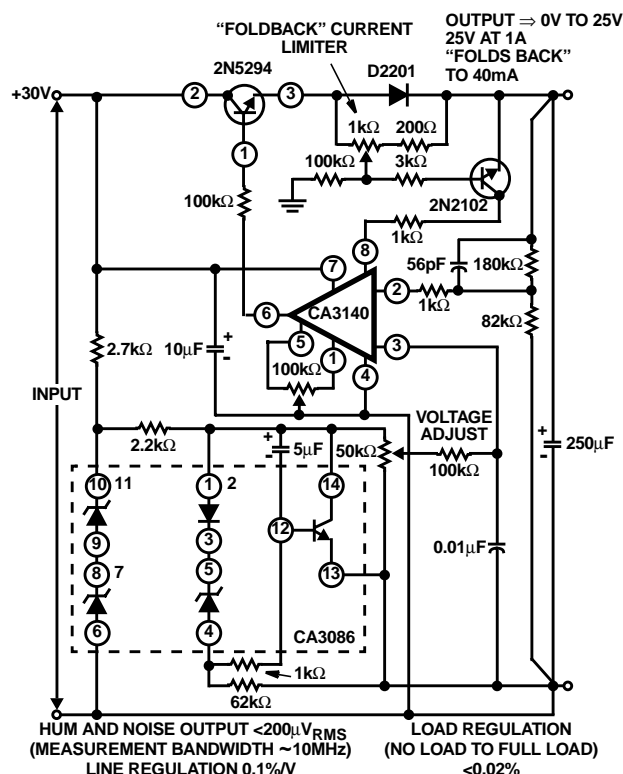 OUTPUT ⇒ 0V TO 25V
25V AT 1A
“FOLDS BACK”
TO 40mA
“FOLDBACK” CURRENT
LIMITER
2N5294
D2201
+30V
2
3
1kΩ
200Ω
1
100kΩ
3kΩ
100kΩ
2N2102
8
1kΩ
7
56pF
180kΩ
6
CA3140
2
1kΩ
5
3
82kΩ
2.7kΩ
10μF
+
-
1
100kΩ
4
INPUT
VOLTAGE
ADJUST
2.2kΩ
+
-
5μF
50kΩ
100kΩ
+
-
250μF
10
11
1
2
14
9
3
12
0.01μF
8
7
5
13
6
4
CA3086
1kΩ
62kΩ
HUM AND NOISE OUTPUT <200μVRMS
(MEASUREMENT BANDWIDTH ~10MHz)
LINE REGULATION 0.1%/V
LOAD REGULATION
(NO LOAD TO FULL LOAD)
<0.02%